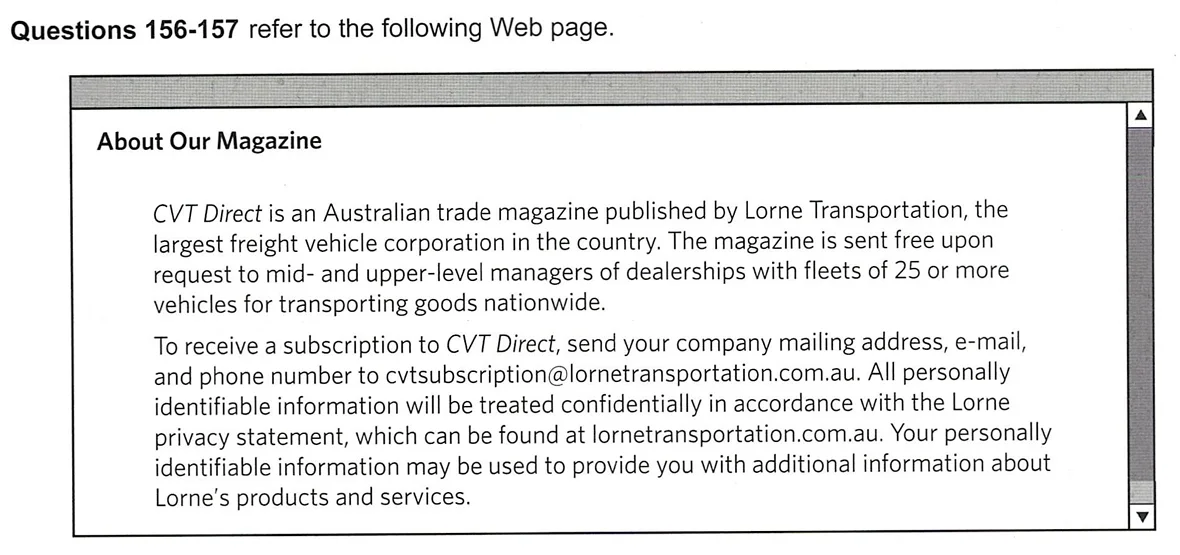 Questions 156-157 refer to the following Web page.
About Our Magazine
CVT Direct is an Australian trade magazine published by Lorne Transportation, the
largest freight vehicle corporation in the country. The magazine is sent free upon
request to mid- and upper-level managers of dealerships with fleets of 25 or more
vehicles for transporting goods nationwide.
To receive a subscription to CVT Direct, send your company mailing address, e-mail,
and phone number to cvtsubscription@lornetransportation.com.au. All personally
identifiable information will be treated confidentially in accordance with the Lorne
privacy statement, which can be found at lornetransportation.com.au. Your personally
identifiable information may be used to provide you with additional information about
Lorne's products and services.